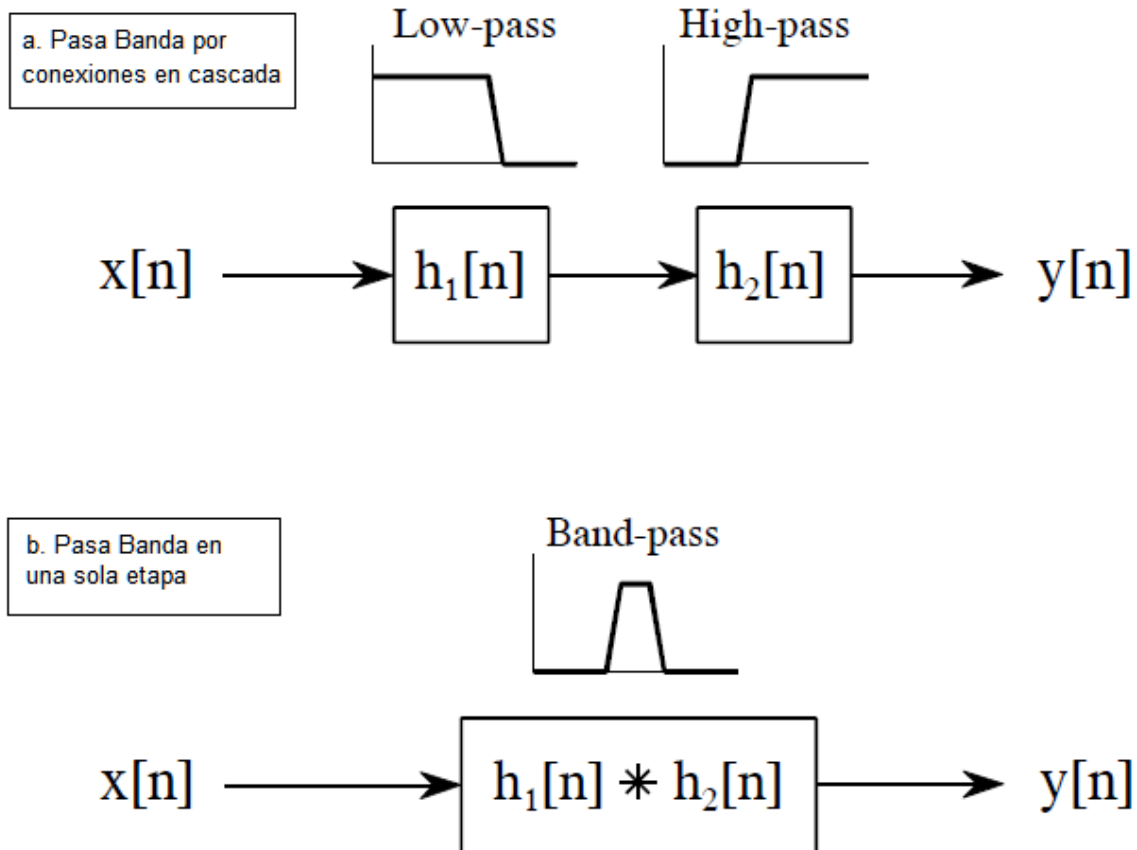 a. Pasa Banda por
conexiones en cascada
Low-pass
High-pass
x[n]
h₁[n]
h₂[n]
y[n]
b. Pasa Banda en
una sola etapa
Band-pass
x[n]
h₁[n] ∗ h₂[n]
y[n]